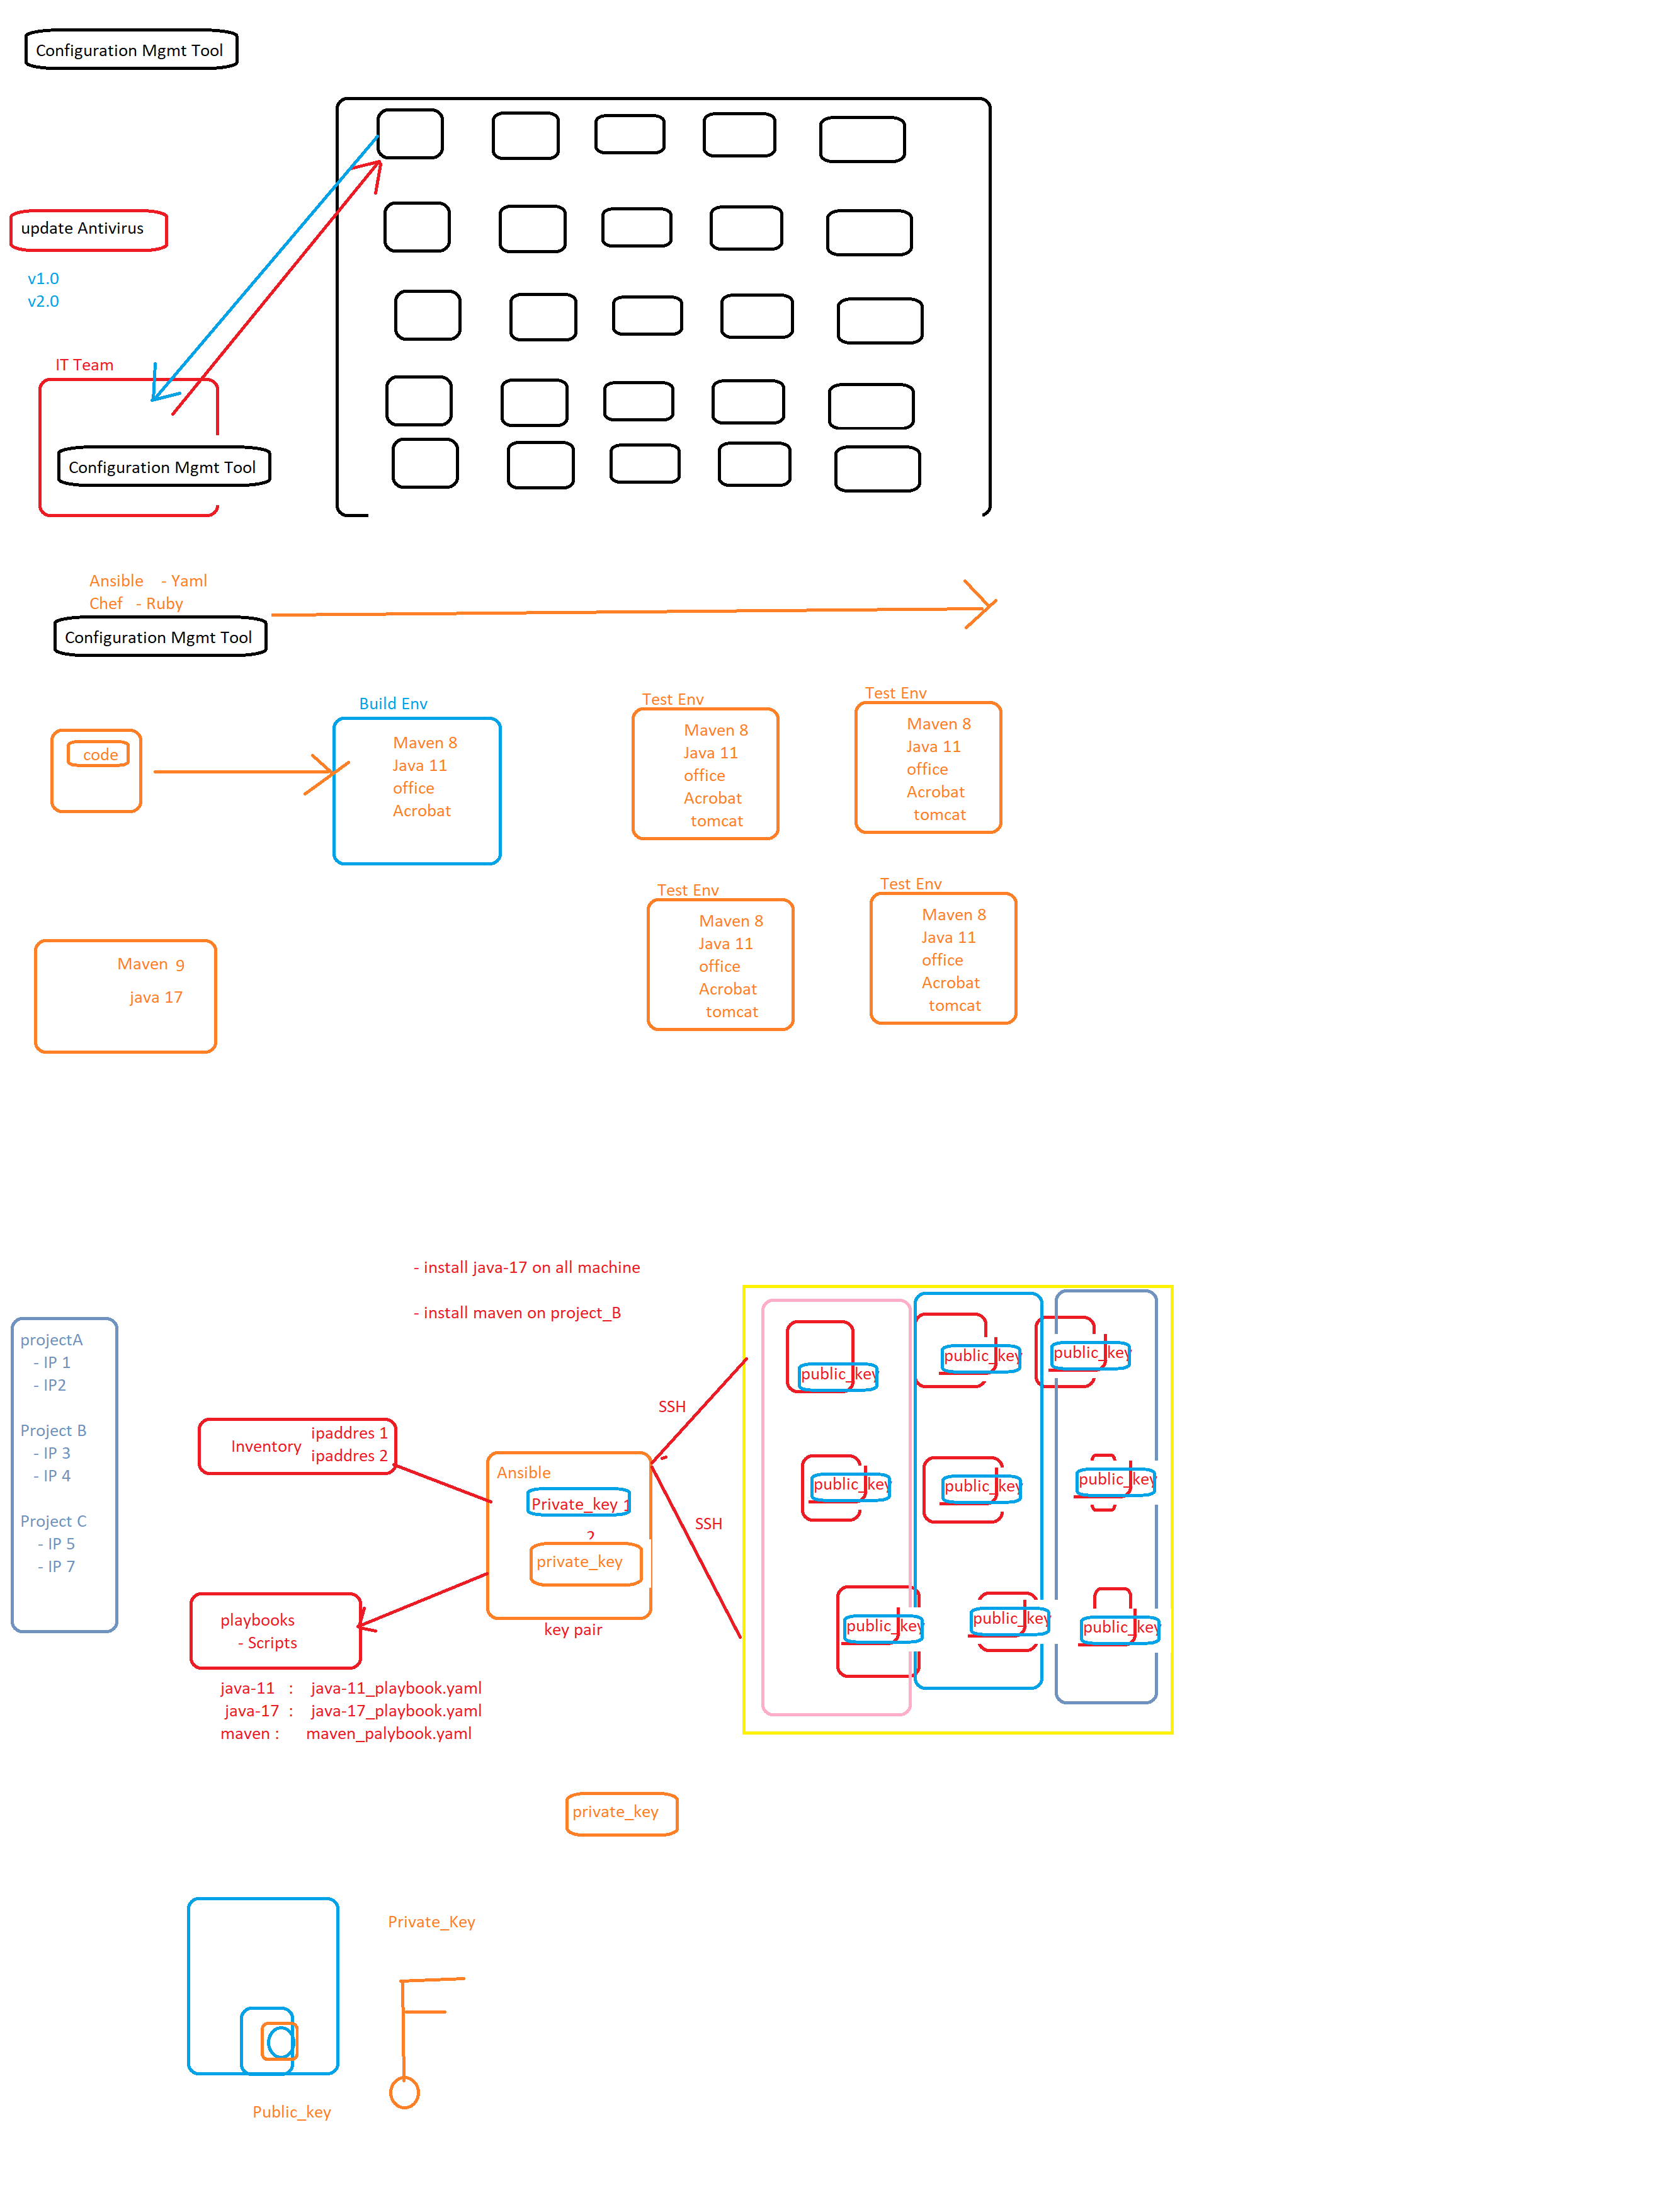 Configuration Mgmt Tool
update Antivirus
v1.0
v2.0
IT Team
Configuration Mgmt Tool
Ansible - Yaml
Chef - Ruby
Configuration Mgmt Tool
code
Build Env
Maven 8
Java 11
office
Acrobat
Test Env
Maven 8
Java 11
office
Acrobat
tomcat
Test Env
Maven 8
Java 11
office
Acrobat
tomcat
Maven 9
java 17
Test Env
Maven 8
Java 11
office
Acrobat
tomcat
Test Env
Maven 8
Java 11
office
Acrobat
tomcat
- install java-17 on all machine
- install maven on project_B
projectA
- IP 1
- IP2
Project B
- IP 3
- IP 4
Project C
- IP 5
- IP 7
Inventory
ipaddres 1
ipaddres 2
playbooks
- Scripts
java-11 : java-11_playbook.yaml
java-17 : java-17_playbook.yaml
maven : maven_palybook.yaml
Ansible
Private_key 1
2
private_key
key pair
SSH
SSH
public_key
public_key
public_key
public_key
public_key
public_key
public_key
public_key
public_key
private_key
Private_Key
Public_key